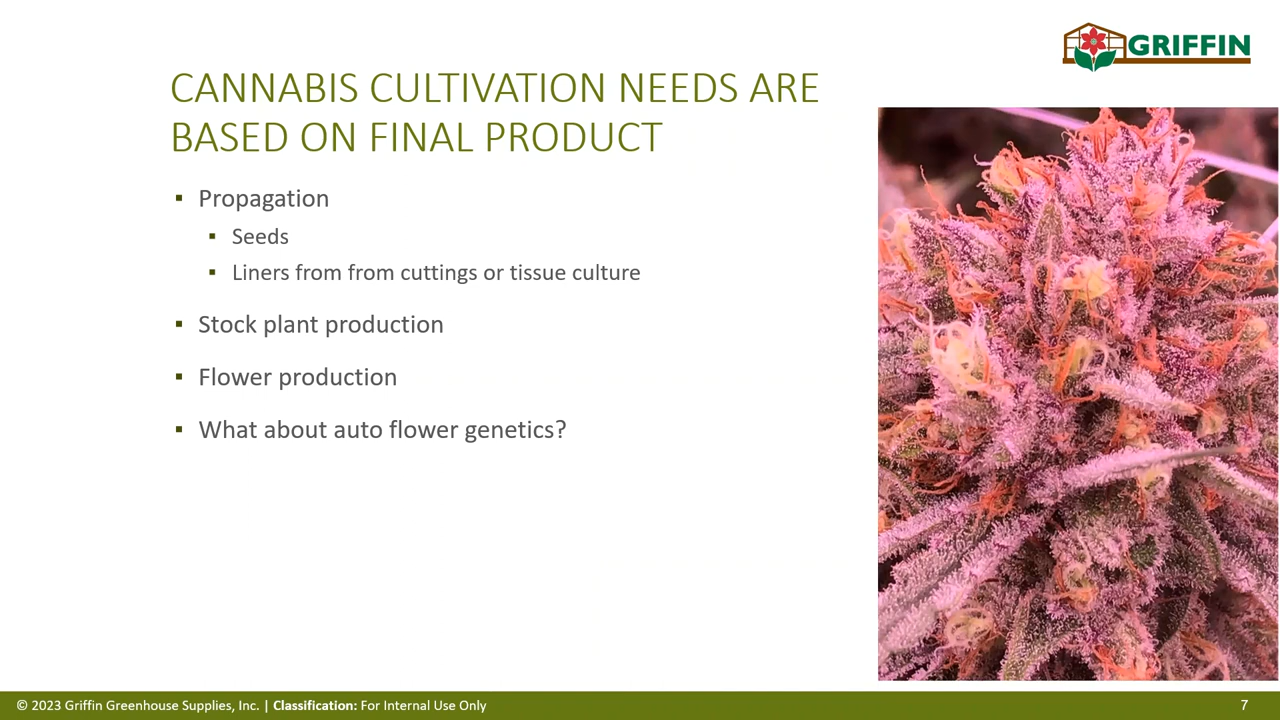 GRIFFIN
CANNABIS CULTIVATION NEEDS ARE
BASED ON FINAL PRODUCT
▪ Propagation
▪ Seeds
▪ Liners from from cuttings or tissue culture
▪ Stock plant production
▪ Flower production
▪ What about auto flower genetics?
© 2023 Griffin Greenhouse Supplies, Inc. | Classification: For Internal Use Only
7